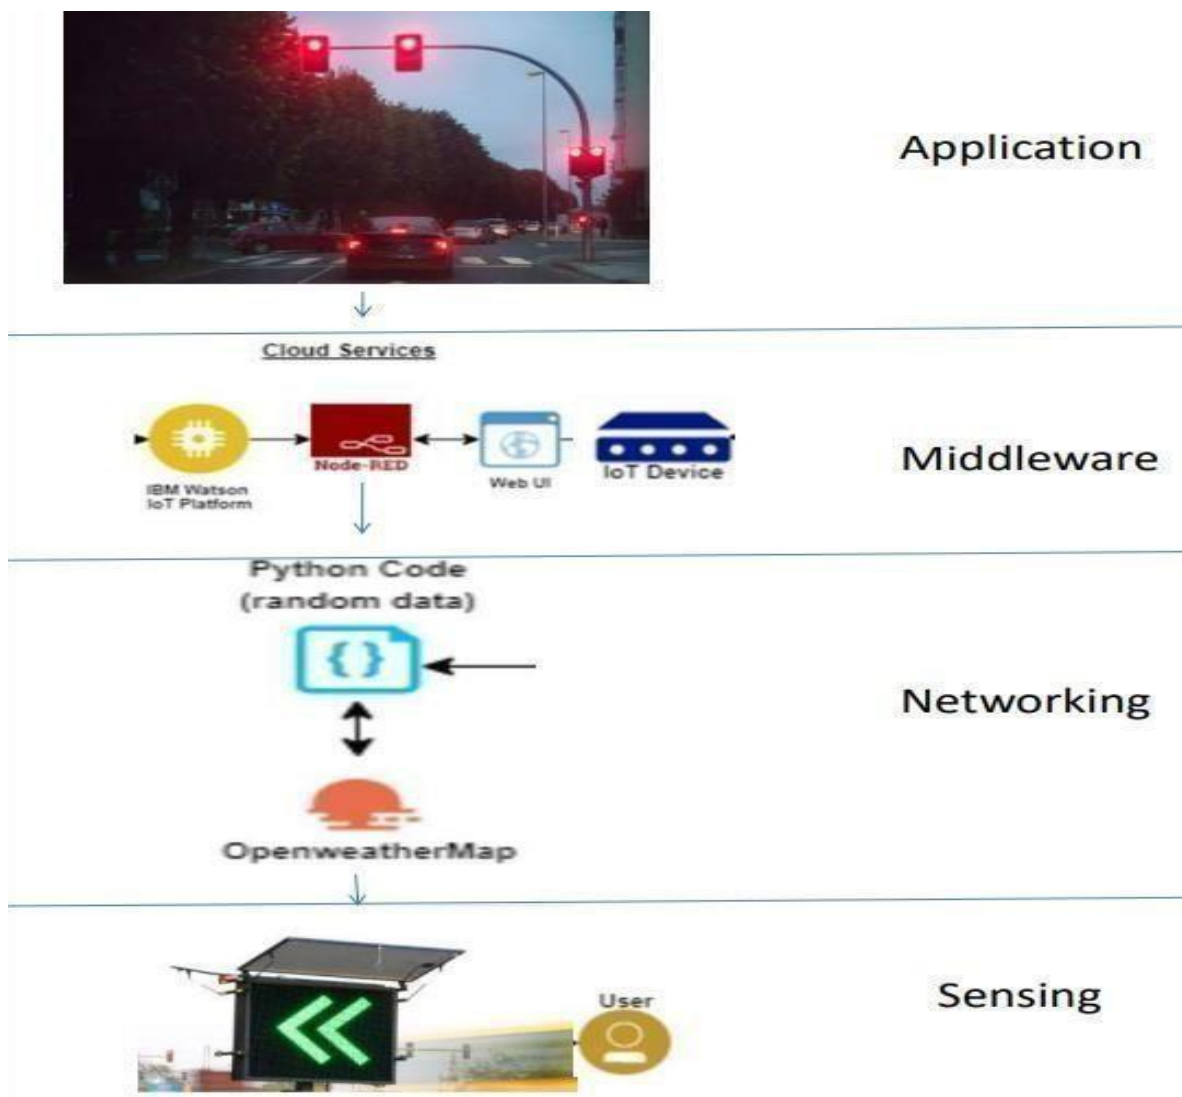 Application
Cloud Services
Node-RED
Web UI
IoT Device
IBM Watson
IoT Platform
Middleware
Python Code
(random data)
{}
Networking
OpenweatherMap
User
Sensing